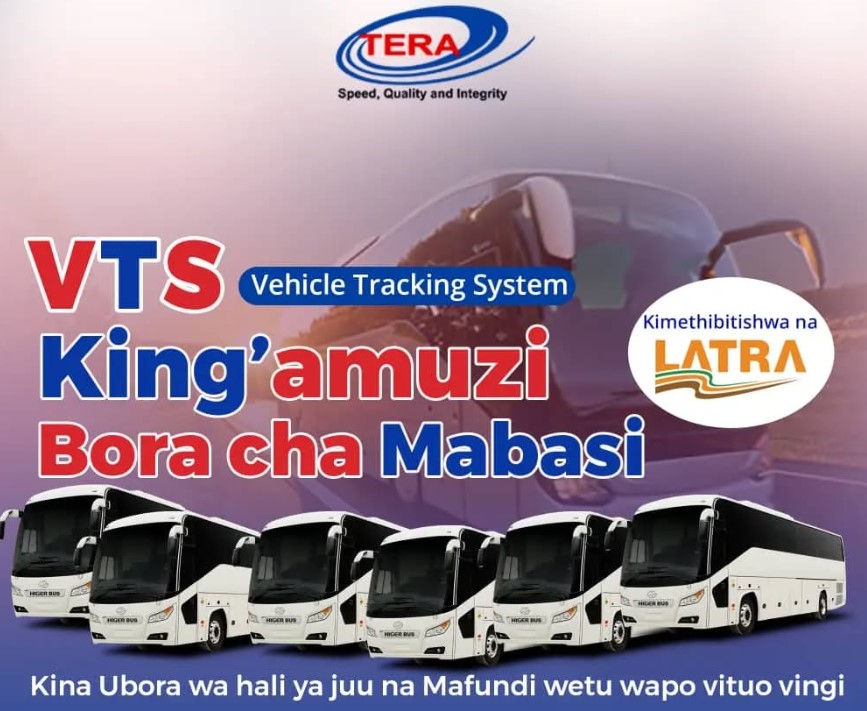 TERA
Speed, Quality and Integrity
VTS
Vehicle Tracking System
King'amuzi
Bora cha Mabasi
Kimethibitishwa na
LATRA
HIGER BUS
HIGER BUS
HIGER BUS
HIGER BUS
HIGER BUS
HIGER BUS
Kina Ubora wa hali ya juu na Mafundi wetu wapo vituo vingi